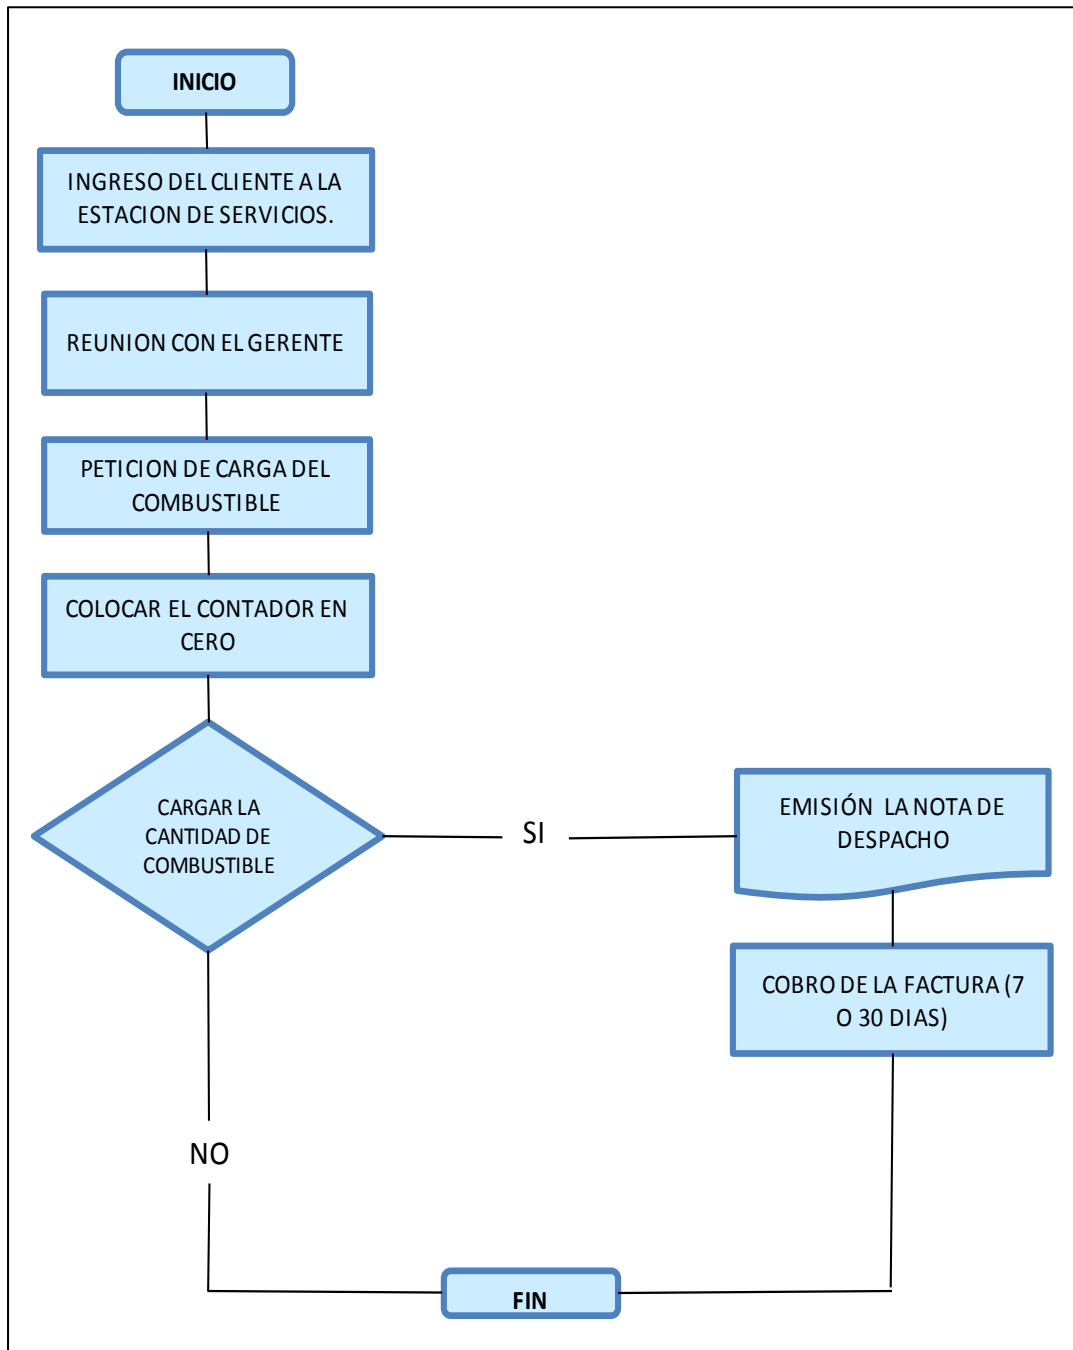 INICIO
INGRESO DEL CLIENTE A LA
ESTACION DE SERVICIOS.
REUNION CON EL GERENTE
PETICION DE CARGA DEL
COMBUSTIBLE
COLOCAR EL CONTADOR EN
CERO
CARGAR LA
CANTIDAD DE
COMBUSTIBLE
SI
EMISIÓN LA NOTA DE
DESPACHO
COBRO DE LA FACTURA (7
O 30 DIAS)
NO
FIN